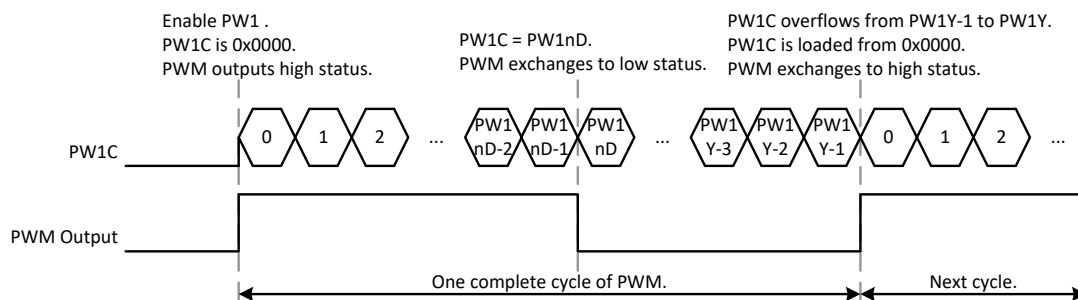 Enable PW1 .
PW1C is 0x0000.
PWM outputs high status.
PW1C = PW1nD.
PWM exchanges to low status.
PW1C overflows from PW1Y-1 to PW1Y.
PW1C is loaded from 0x0000.
PWM exchanges to high status.
PW1C
0
1
2
...
PW1
nD-2
PW1
nD-1
PW1
nD
...
PW1
Y-3
PW1
Y-2
PW1
Y-1
0
1
2
...
PWM Output
One complete cycle of PWM.
Next cycle.